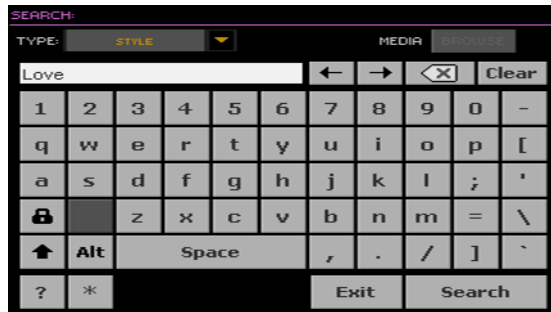 SEARCH:
TYPE: STYLE MEDIA BROWSE
Love Clear
1 2 3 4 5 6 7 8 9 0 -
q w e r t y u i o p [
a s d f g h j k l ; '
z x c v b n m = \
Alt Space , . / ] `
? * Exit Search